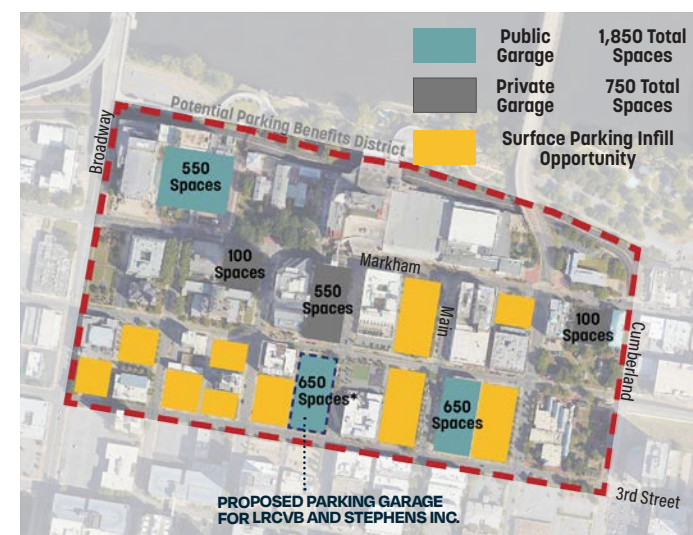 Public
Garage
1,850 Total
Spaces
Private
Garage
750 Total
Spaces
Surface Parking Infill
Opportunity
Potential Parking Benefits District
Broadway
550
Spaces
100
Spaces
Markham
550
Spaces
Main
100
Spaces
Cumberland
650
Spaces*
650
Spaces
3rd Street
PROPOSED PARKING GARAGE
FOR LRCVB AND STEPHENS INC.